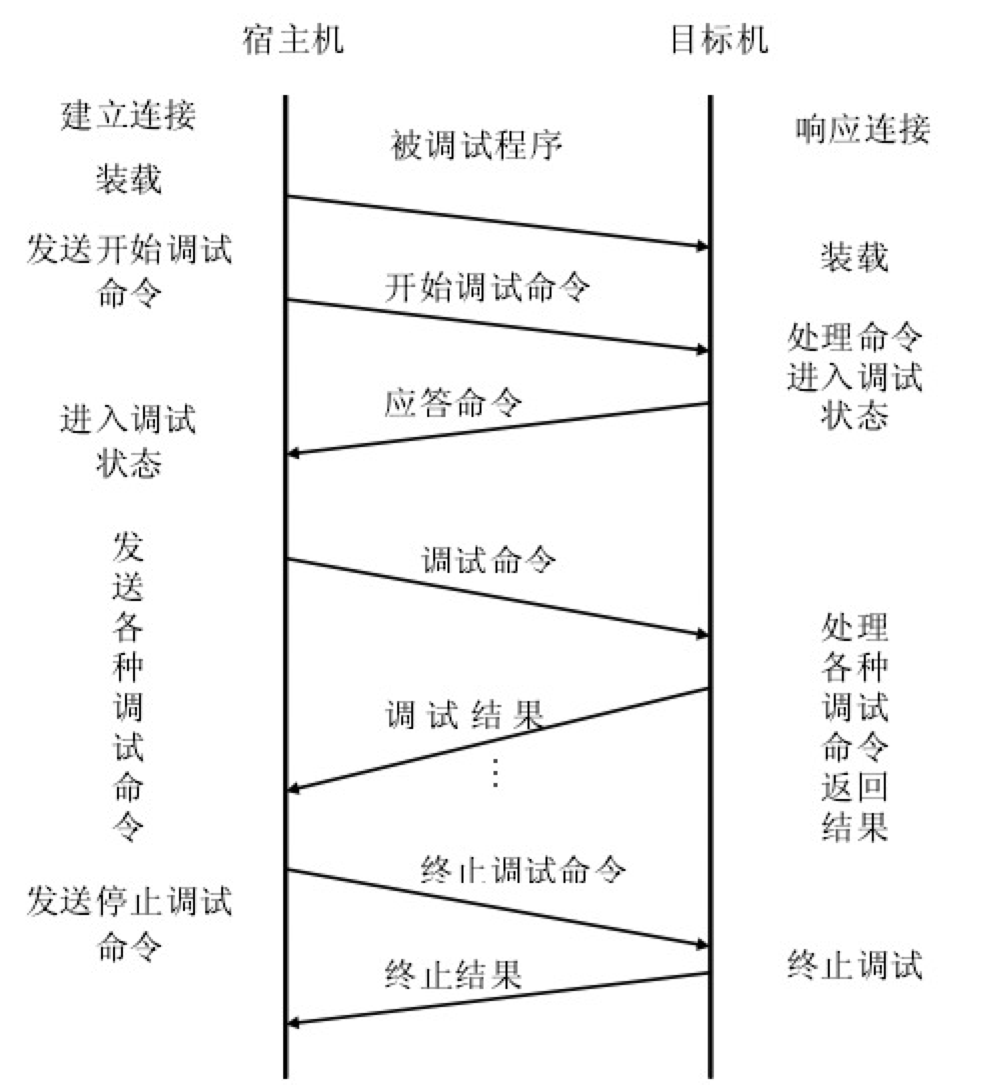 宿主机
目标机
建立连接
响应连接
被调试程序
装载
发送开始调试
命令
装载
开始调试命令
处理命令
进入调试
状态
应答命令
进入调试
状态
发
送
各
种
调
试
命
令
调试命令
处理
各种
调试
命令
返回
结果
调试结果
⋮
终止调试命令
发送停止调试
命令
终止调试
终止结果